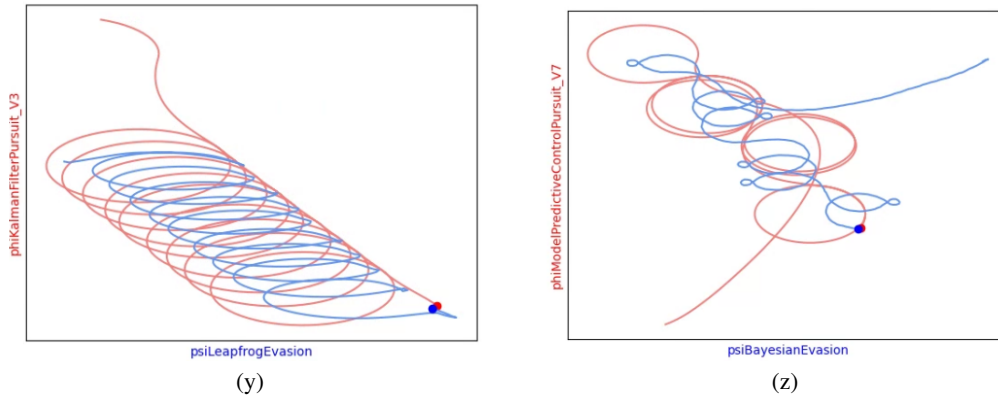 phiKalmanFilterPursuit_V3
psiLeapfrogEvasion
(y)
phiModelPredictiveControlPursuit_V7
psiBayesianEvasion
(z)